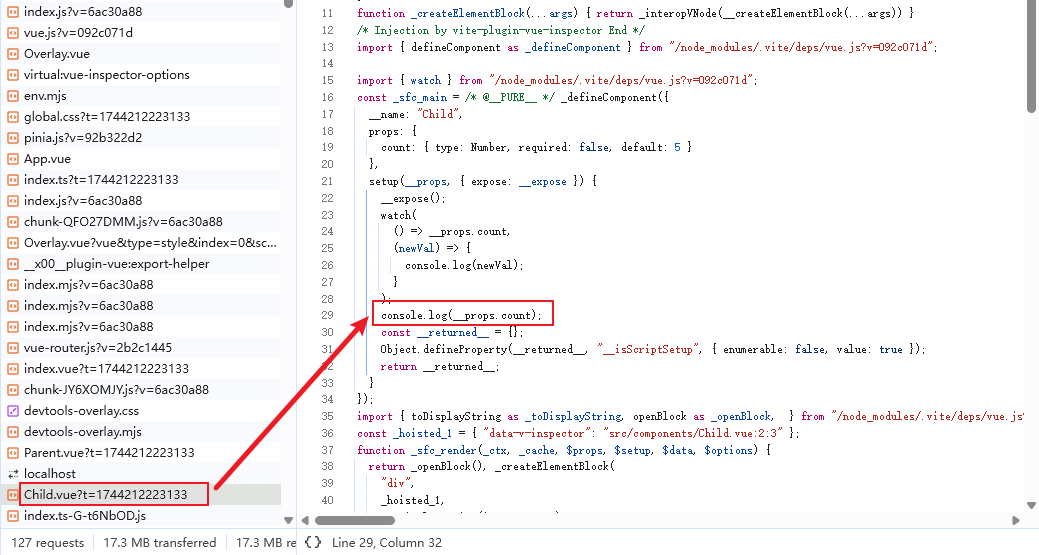 index.js?v=6ac30a88
vue.js?v=092c071d
Overlay.vue
virtual:vue-inspector-options
env.mjs
global.css?t=1744212223133
pinia.js?v=92b322d2
App.vue
index.ts?t=1744212223133
index.js?v=6ac30a88
chunk-QFO27DMM.js?v=6ac30a88
Overlay.vue?vue&type=style&index=0&sc...
__x00__plugin-vue:export-helper
index.mjs?v=6ac30a88
index.mjs?v=6ac30a88
index.mjs?v=6ac30a88
vue-router.js?v=2b2c1445
index.vue?t=1744212223133
chunk-JY6XOMJY.js?v=6ac30a88
devtools-overlay.css
devtools-overlay.mjs
Parent.vue?t=1744212223133
localhost
Child.vue?t=1744212223133
index.ts-G-t6NbOD.js
127 requests 17.3 MB transferred 17.3 MB re
11 function _createElementBlock(...args) { return _interopVNode(__createElementBlock(...args)) }
12 /* Injection by vite-plugin-vue-inspector End */
13 import { defineComponent as _defineComponent } from "/node_modules/.vite/deps/vue.js?v=092c071d";
14
15 import { watch } from "/node_modules/.vite/deps/vue.js?v=092c071d";
16 const _sfc_main = /* @__PURE__ */ _defineComponent({
17 __name: "Child",
18 props: {
19 count: { type: Number, required: false, default: 5 }
20 },
21 setup(__props, { expose: __expose }) {
22 __expose();
23 watch(
24 () => __props.count,
25 (newVal) => {
26 console.log(newVal);
27 }
28 );
29 console.log(__props.count);
30 const __returned__ = {};
31 Object.defineProperty(__returned__, "__isScriptSetup", { enumerable: false, value: true });
32 return __returned__;
33 }
34 });
35 import { toDisplayString as _toDisplayString, openBlock as _openBlock, } from "/node_modules/.vite/deps/vue.js
36 const _hoisted_1 = { "data-v-inspector": "src/components/Child.vue:2:3" };
37 function _sfc_render(_ctx, _cache, $props, $setup, $data, $options) {
38 return _openBlock(), _createElementBlock(
39 "div",
40 _hoisted_1,
{} Line 29, Column 32